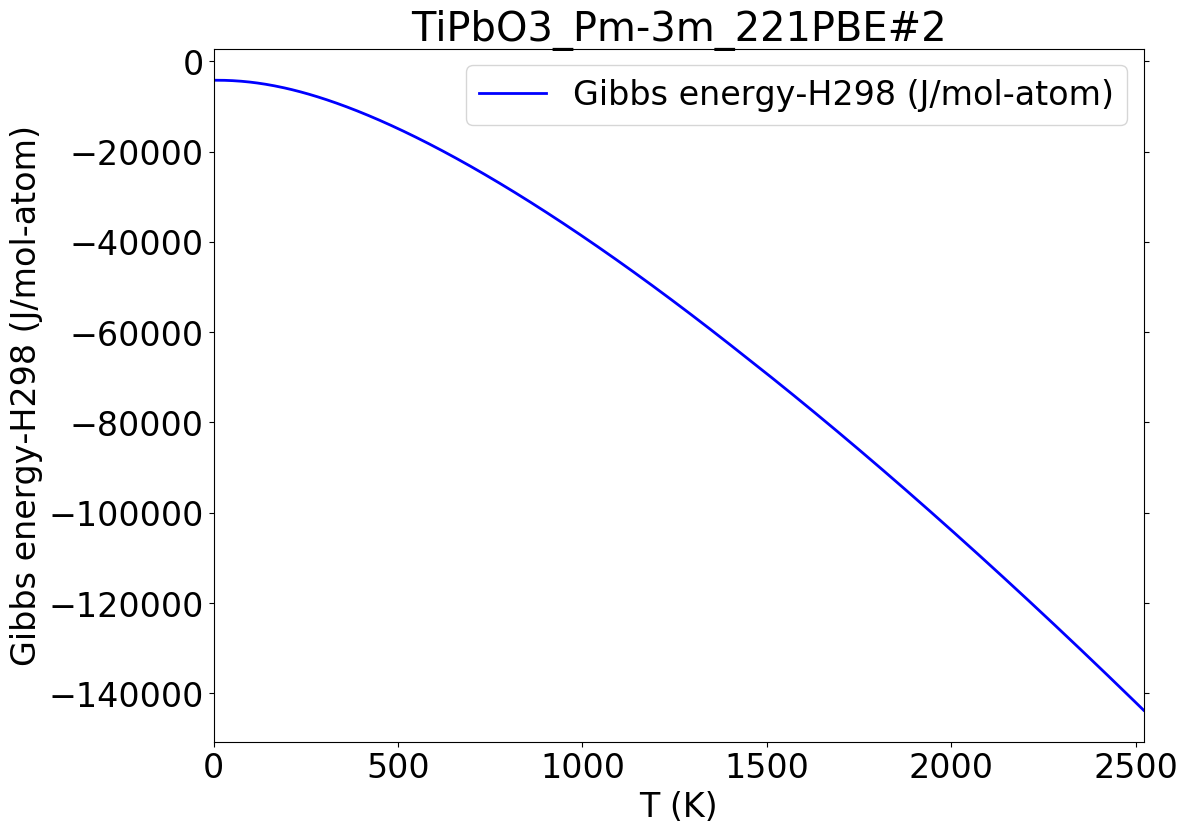 TiPbO3_Pm-3m_221PBE#2
Gibbs energy-H298 (J/mol-atom)
Gibbs energy-H298 (J/mol-atom)
0
−20000
−40000
−60000
−80000
−100000
−120000
−140000
0 500 1000 1500 2000 2500
T (K)